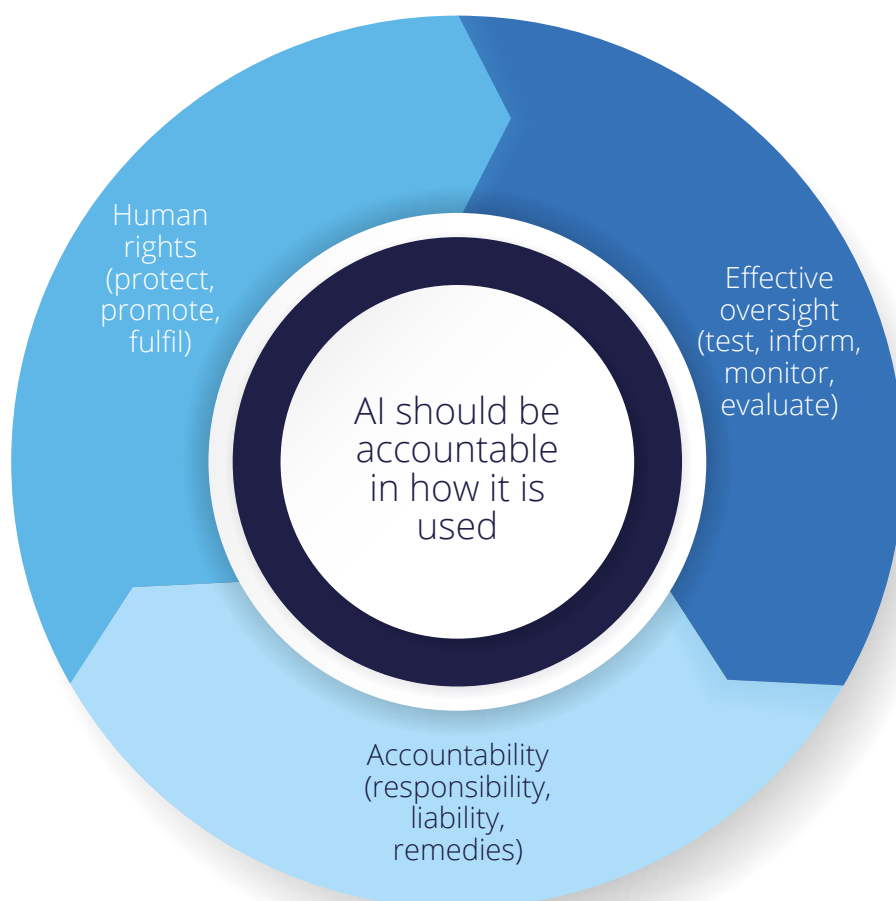 Human
rights
(protect,
promote,
fulfil)
Effective
oversight
(test, inform,
monitor,
evaluate)
AI should be
accountable
in how it is
used
Accountability
(responsibility,
liability,
remedies)